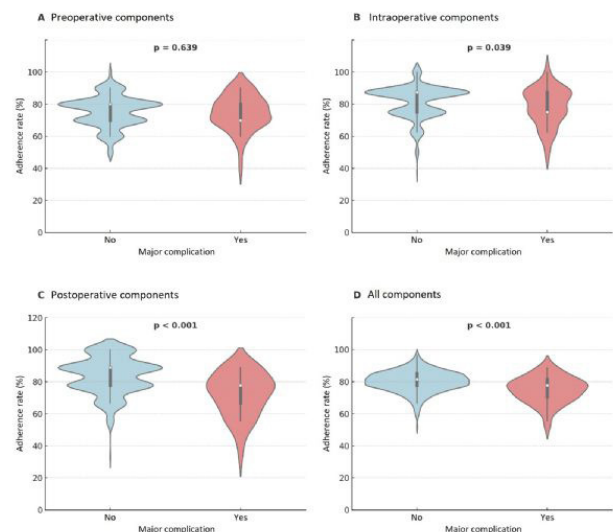 A Preoperative components
p = 0.639
100
80
60
40
20
0
Adherence rate (%)
No
Yes
Major complication
B Intraoperative components
p = 0.039
100
80
60
40
20
0
Adherence rate (%)
No
Yes
Major complication
C Postoperative components
p < 0.001
120
100
80
60
40
20
0
Adherence rate (%)
No
Yes
Major complication
D All components
p < 0.001
100
80
60
40
20
0
Adherence rate (%)
No
Yes
Major complication